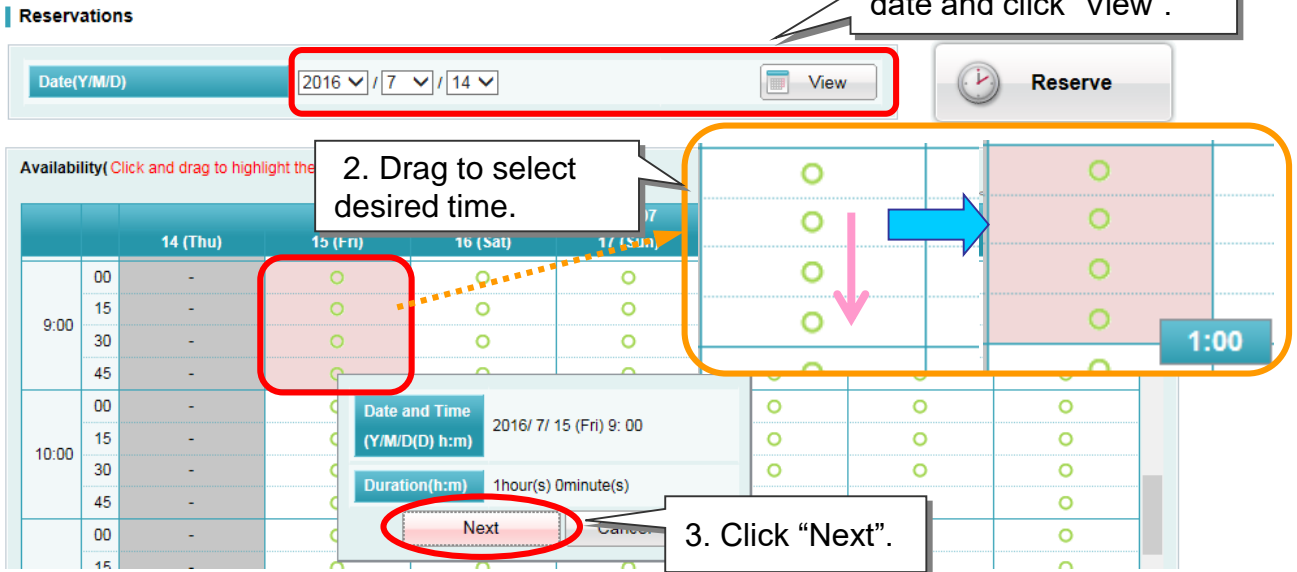 Reservations
date and click "View".
Date(Y/M/D)
2016 / 7 / 14
View
Reserve
Availability( Click and drag to highlight the
2. Drag to select
desired time.
07
14 (Thu) 15 (Fri) 16 (Sat) 17 (Sun)
9:00
00 -
15 -
30 -
45 -
1:00
10:00
00 -
15 -
30 -
45 -
00 -
15 -
Date and Time
(Y/M/D(D) h:m)
2016/ 7/ 15 (Fri) 9: 00
Duration(h:m) 1hour(s) 0minute(s)
Next
Cancel
3. Click “Next”.